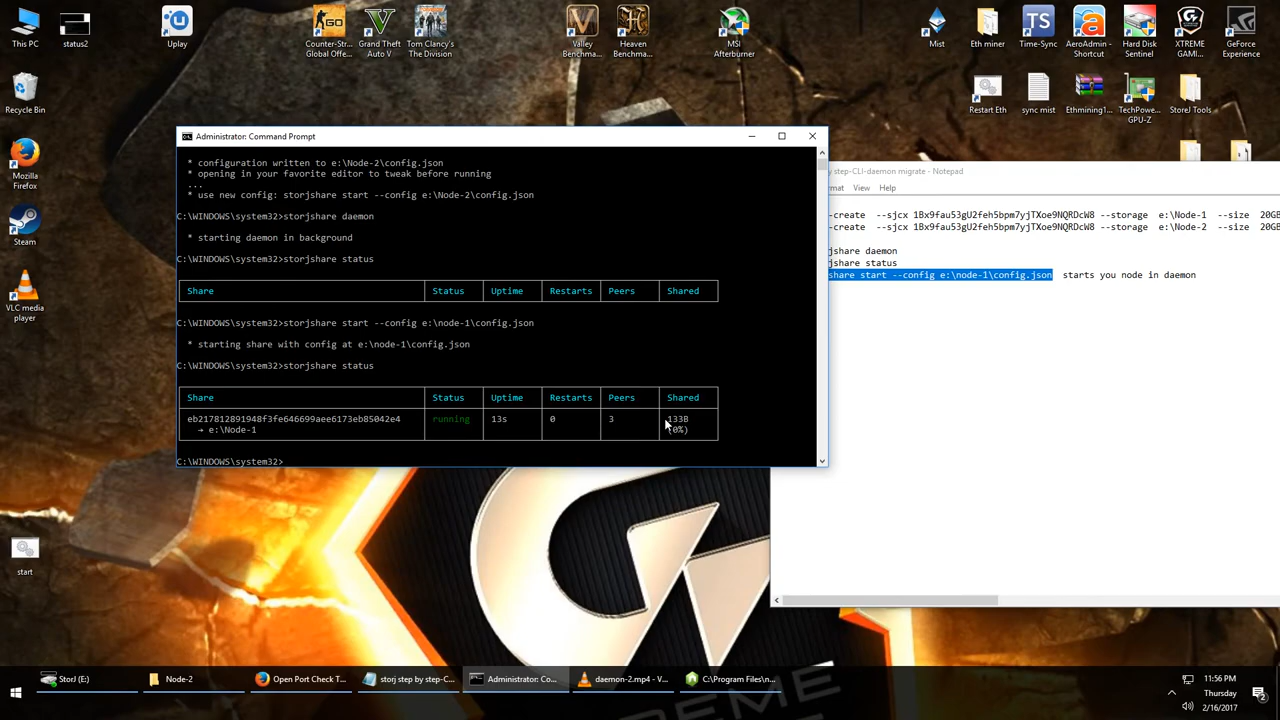 This PC
status2
Uplay
Counter-Str...
Global Offe...
Grand Theft
Auto V
Tom Clancy's
The Division
Valley
Benchma...
Heaven
Benchma...
MSI
Afterburner
Mist
Eth miner
Time-Sync
AeroAdmin -
Shortcut
Hard Disk
Sentinel
XTREME
GAMI...
GeForce
Experience
Recycle Bin
Restart Eth
sync mist
Ethmining1...
TechPowe...
GPU-Z
StoreJ Tools
Mozilla
Firefox
Steam
VLC media
player
start
Administrator: Command Prompt
* configuration written to e:\Node-2\config.json
* opening in your favorite editor to tweak before running
...
* use new config: storjshare start --config e:\Node-2\config.json
C:\WINDOWS\system32>storjshare daemon
* starting daemon in background
C:\WINDOWS\system32>storjshare status
Share Status Uptime Restarts Peers Shared
C:\WINDOWS\system32>storjshare start --config e:\node-1\config.json
* starting share with config at e:\node-1\config.json
C:\WINDOWS\system32>storjshare status
Share Status Uptime Restarts Peers Shared
eb217812891948f3fe646699aee6173eb85042e4 running 13s 0 3 133B
→ e:\Node-1 (0%)
C:\WINDOWS\system32>
y step-CLI-daemon migrate - Notepad
rmat View Help
-create --sjcx 1Bx9fau53gU2feh5bpm7yjTXoe9NQRDcW8 --storage e:\Node-1 --size 20GB
-create --sjcx 1Bx9fau53gU2feh5bpm7yjTXoe9NQRDcW8 --storage e:\Node-2 --size 20GB
jshare daemon
jshare status
share start --config e:\node-1\config.json starts you node in daemon
StorJ (E:)
Node-2
Open Port Check T...
storj step by step-C...
Administrator: Co...
daemon-2.mp4 - V...
C:\Program Files\n...
11:56 PM
Thursday
2/16/2017
2